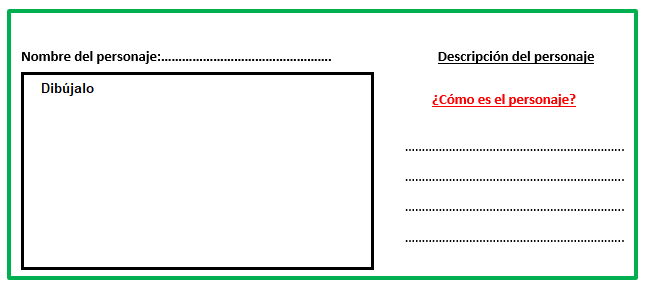 Nombre del personaje:................................................
Dibújalo
Descripción del personaje
¿Cómo es el personaje?
...............................................................
...............................................................
...............................................................
...............................................................